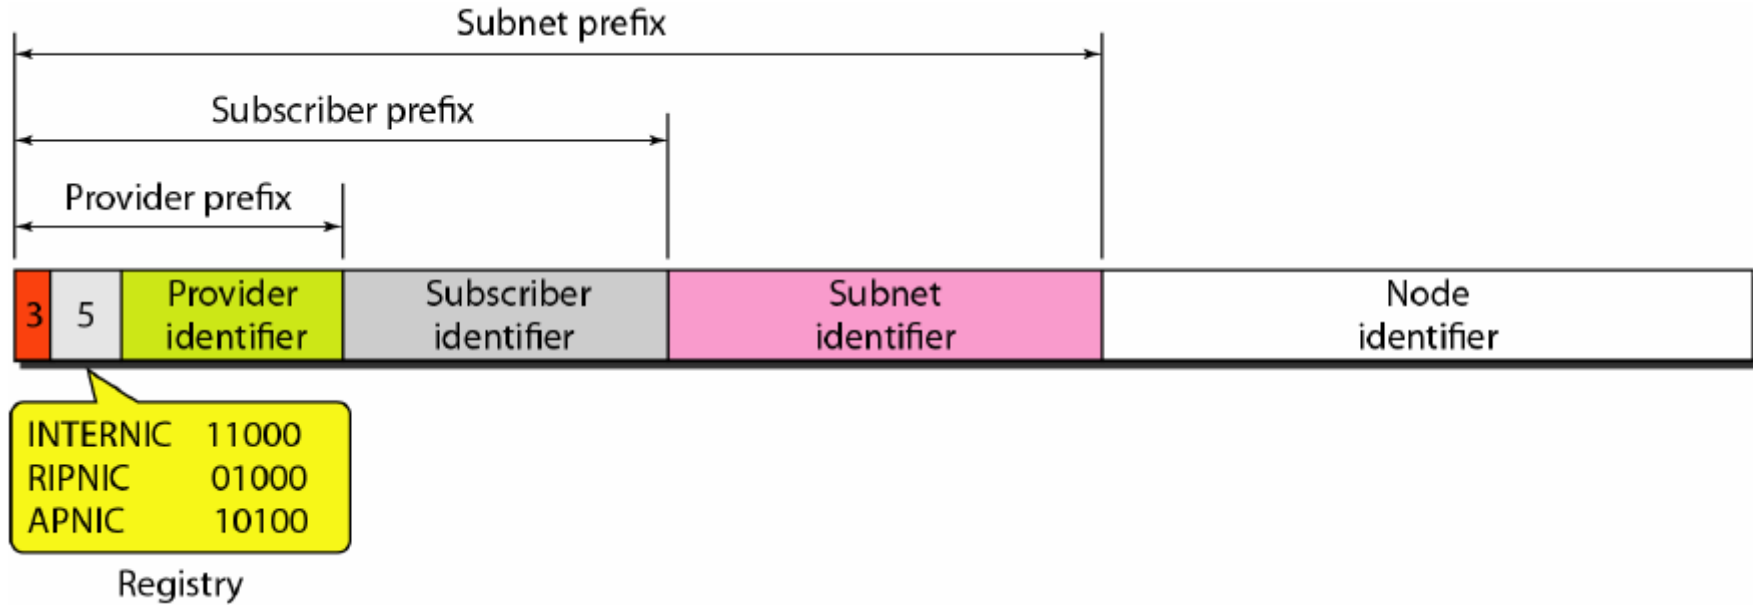 Subnet prefix
Subscriber prefix
Provider prefix
3
5
Provider
identifier
Subscriber
identifier
Subnet
identifier
Node
identifier
INTERNIC 11000
RIPNIC 01000
APNIC 10100
Registry